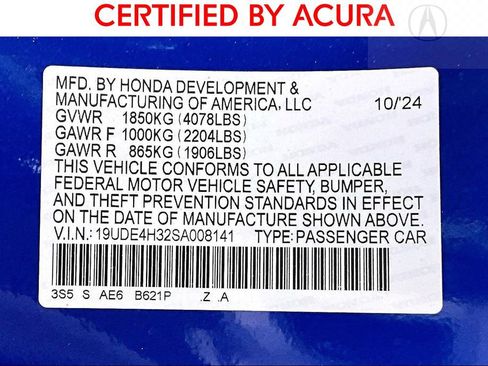 CERTIFIED BY ACURA
MFD. BY HONDA DEVELOPMENT &
MANUFACTURING OF AMERICA, LLC 10/'24
GVWR 1850KG (4078LBS)
GAWR F 1000KG (2204LBS)
GAWR R 865KG (1906LBS)
THIS VEHICLE CONFORMS TO ALL APPLICABLE
FEDERAL MOTOR VEHICLE SAFETY, BUMPER,
AND THEFT PREVENTION STANDARDS IN EFFECT
ON THE DATE OF MANUFACTURE SHOWN ABOVE.
V.I.N.: 19UDE4H32SA008141 TYPE: PASSENGER CAR
3S5 S AE6 B621P .Z .A